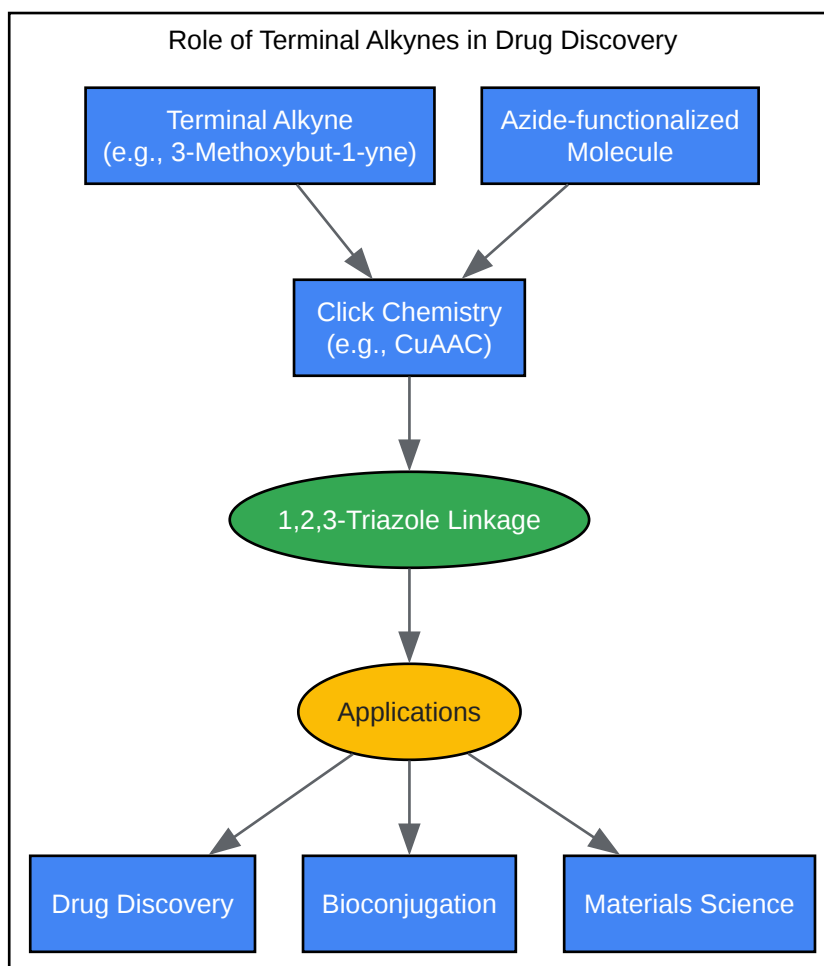 Role of Terminal Alkynes in Drug Discovery
Terminal Alkyne
(e.g., 3-Methoxybut-1-yne)
Azide-functionalized
Molecule
Click Chemistry
(e.g., CuAAC)
1,2,3-Triazole Linkage
Applications
Drug Discovery
Bioconjugation
Materials Science